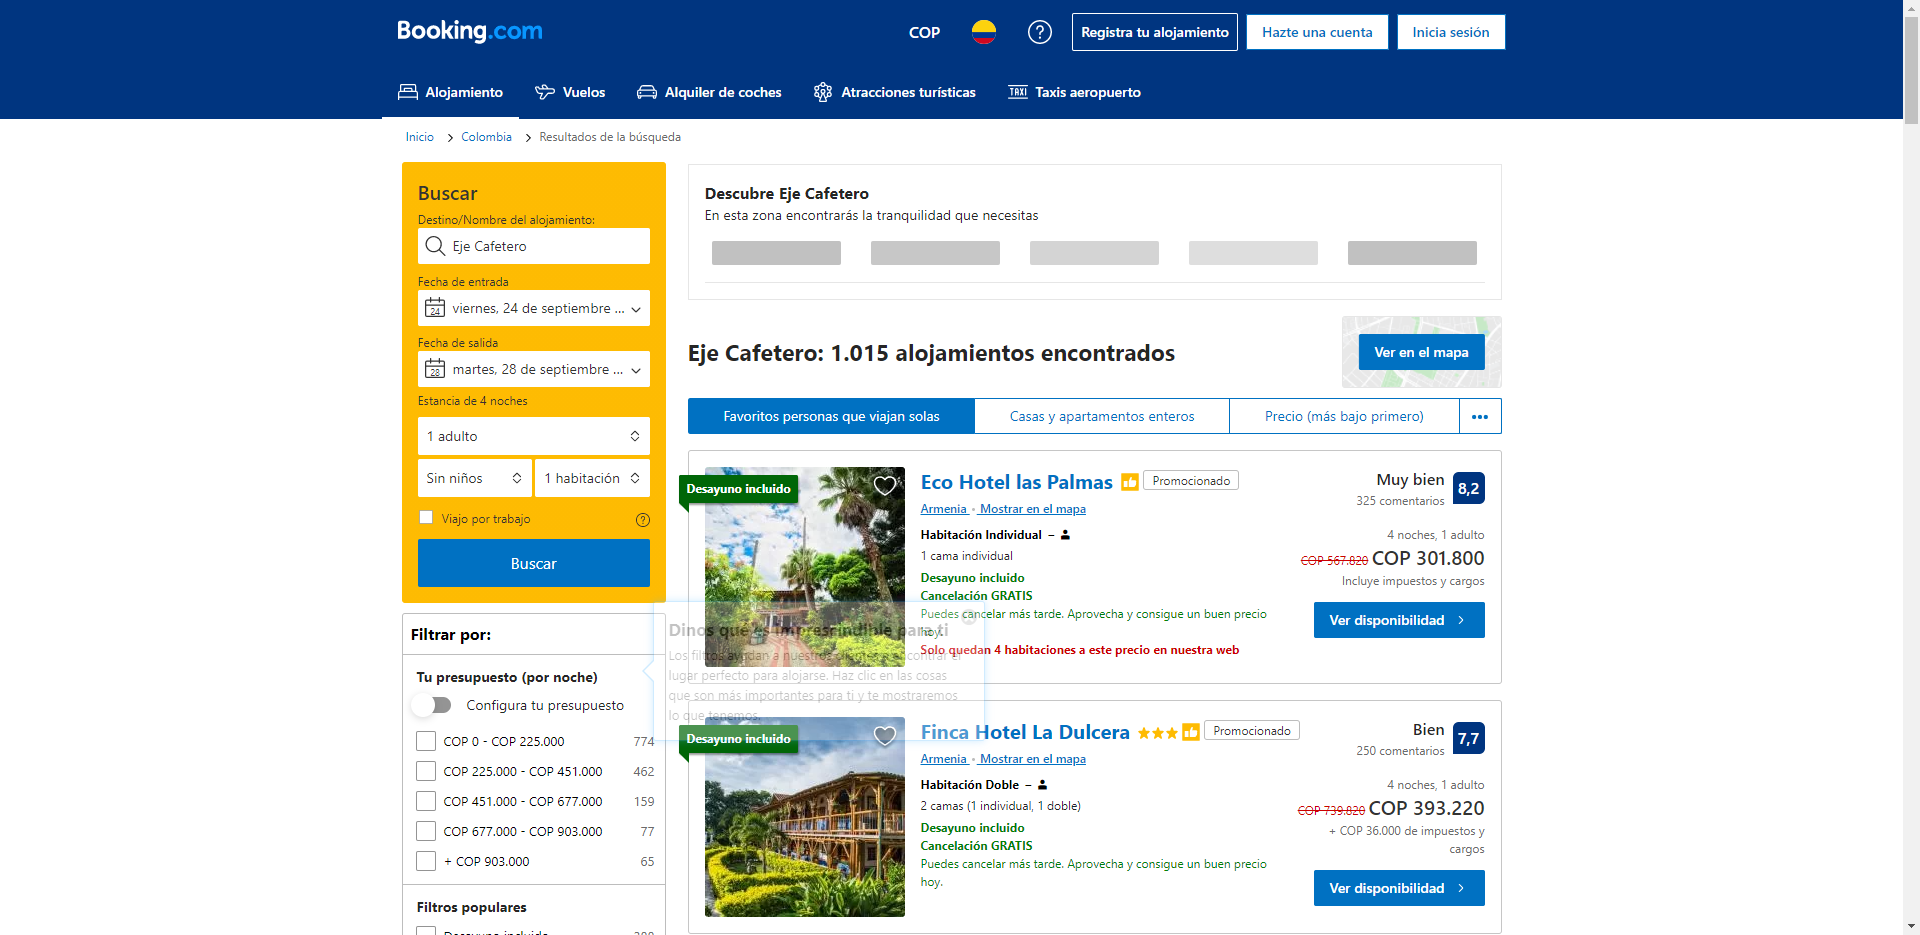 Booking.com
COP
Registra tu alojamiento
Hazte una cuenta
Inicia sesión
Alojamiento
Vuelos
Alquiler de coches
Atracciones turísticas
TAXI Taxis aeropuerto
Inicio > Colombia > Resultados de la búsqueda
Buscar
Destino/Nombre del alojamiento:
Eje Cafetero
Fecha de entrada
24 viernes, 24 de septiembre ...
Fecha de salida
28 martes, 28 de septiembre ...
Estancia de 4 noches
1 adulto
Sin niños
1 habitación
Viajo por trabajo
Buscar
Filtrar por:
Tu presupuesto (por noche)
Configura tu presupuesto
COP 0 - COP 225.000 774
COP 225.000 - COP 451.000 462
COP 451.000 - COP 677.000 159
COP 677.000 - COP 903.000 77
+ COP 903.000 65
Filtros populares
Descubre Eje Cafetero
En esta zona encontrarás la tranquilidad que necesitas
Eje Cafetero: 1.015 alojamientos encontrados
Ver en el mapa
Favoritos personas que viajan solas
Casas y apartamentos enteros
Precio (más bajo primero)
Desayuno incluido
Eco Hotel las Palmas
Promocionado
Armenia • Mostrar en el mapa
Habitación Individual –
1 cama individual
Desayuno incluido
Cancelación GRATIS
Puedes cancelar más tarde. Aprovecha y consigue un buen precio
hoy.
Solo quedan 4 habitaciones a este precio en nuestra web
Muy bien
325 comentarios
8,2
4 noches, 1 adulto
COP 567.820 COP 301.800
Incluye impuestos y cargos
Ver disponibilidad
Dinos qué es imprescindible para ti
Los filtros ayudan a nuestros clientes a encontrar el
lugar perfecto para alojarse. Haz clic en las cosas
que son más importantes para ti y te mostraremos
lo que tenemos.
Desayuno incluido
Finca Hotel La Dulcera
Promocionado
Armenia • Mostrar en el mapa
Habitación Doble –
2 camas (1 individual, 1 doble)
Desayuno incluido
Cancelación GRATIS
Puedes cancelar más tarde. Aprovecha y consigue un buen precio
hoy.
Bien
250 comentarios
7,7
4 noches, 1 adulto
COP 739.820 COP 393.220
+ COP 36.000 de impuestos y
cargos
Ver disponibilidad